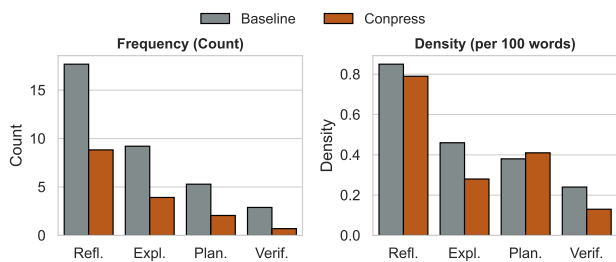 Baseline Conpress
Frequency (Count)
Count
15
10
5
0
Refl. Expl. Plan. Verif.
Density (per 100 words)
Density
0.8
0.6
0.4
0.2
0.0
Refl. Expl. Plan. Verif.